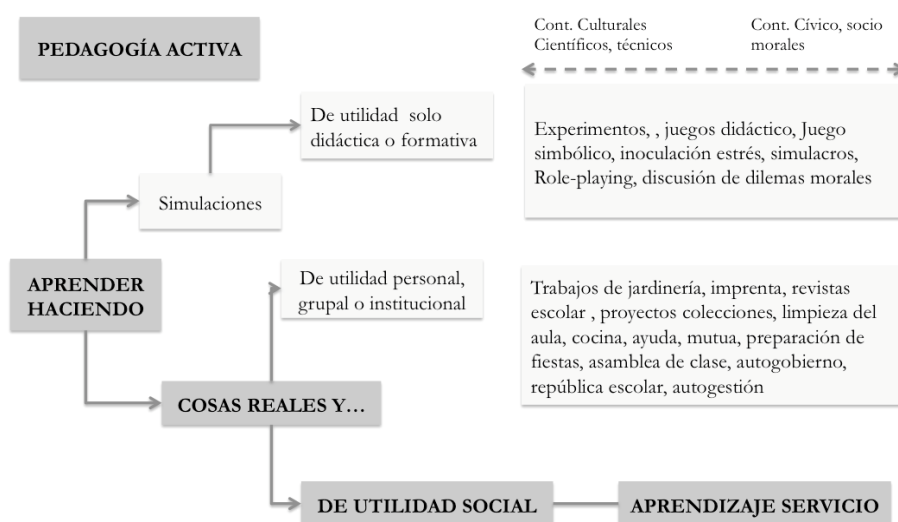 PEDAGOGÍA ACTIVA
Cont. Culturales
Científicos, técnicos
Cont. Cívico, socio
morales
De utilidad solo
didáctica o formativa
Experimentos, , juegos didáctico, Juego
simbólico, inoculación estrés, simulacros,
Role-playing, discusión de dilemas morales
Simulaciones
APRENDER
HACIENDO
De utilidad personal,
grupal o institucional
Trabajos de jardinería, imprenta, revistas
escolar , proyectos colecciones, limpieza del
aula, cocina, ayuda, mutua, preparación de
fiestas, asamblea de clase, autogobierno,
república escolar, autogestión
COSAS REALES Y…
DE UTILIDAD SOCIAL
APRENDIZAJE SERVICIO